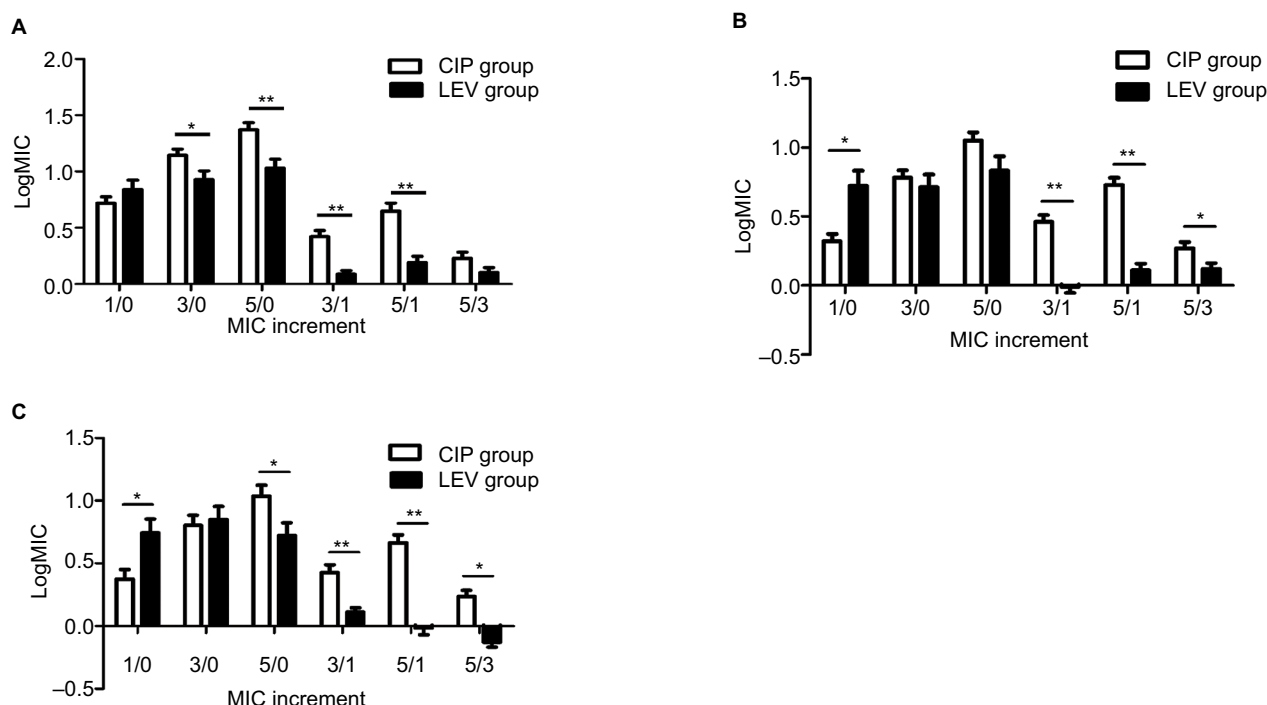 A
2.0
1.5
1.0
0.5
0.0
LogMIC
CIP group
LEV group
*
**
**
**
1/0 3/0 5/0 3/1 5/1 5/3
MIC increment
B
1.5
1.0
0.5
0.0
–0.5
LogMIC
CIP group
LEV group
*
**
**
*
1/0 3/0 5/0 3/1 5/1 5/3
MIC increment
C
1.5
1.0
0.5
0.0
–0.5
LogMIC
CIP group
LEV group
*
*
**
**
*
1/0 3/0 5/0 3/1 5/1 5/3
MIC increment